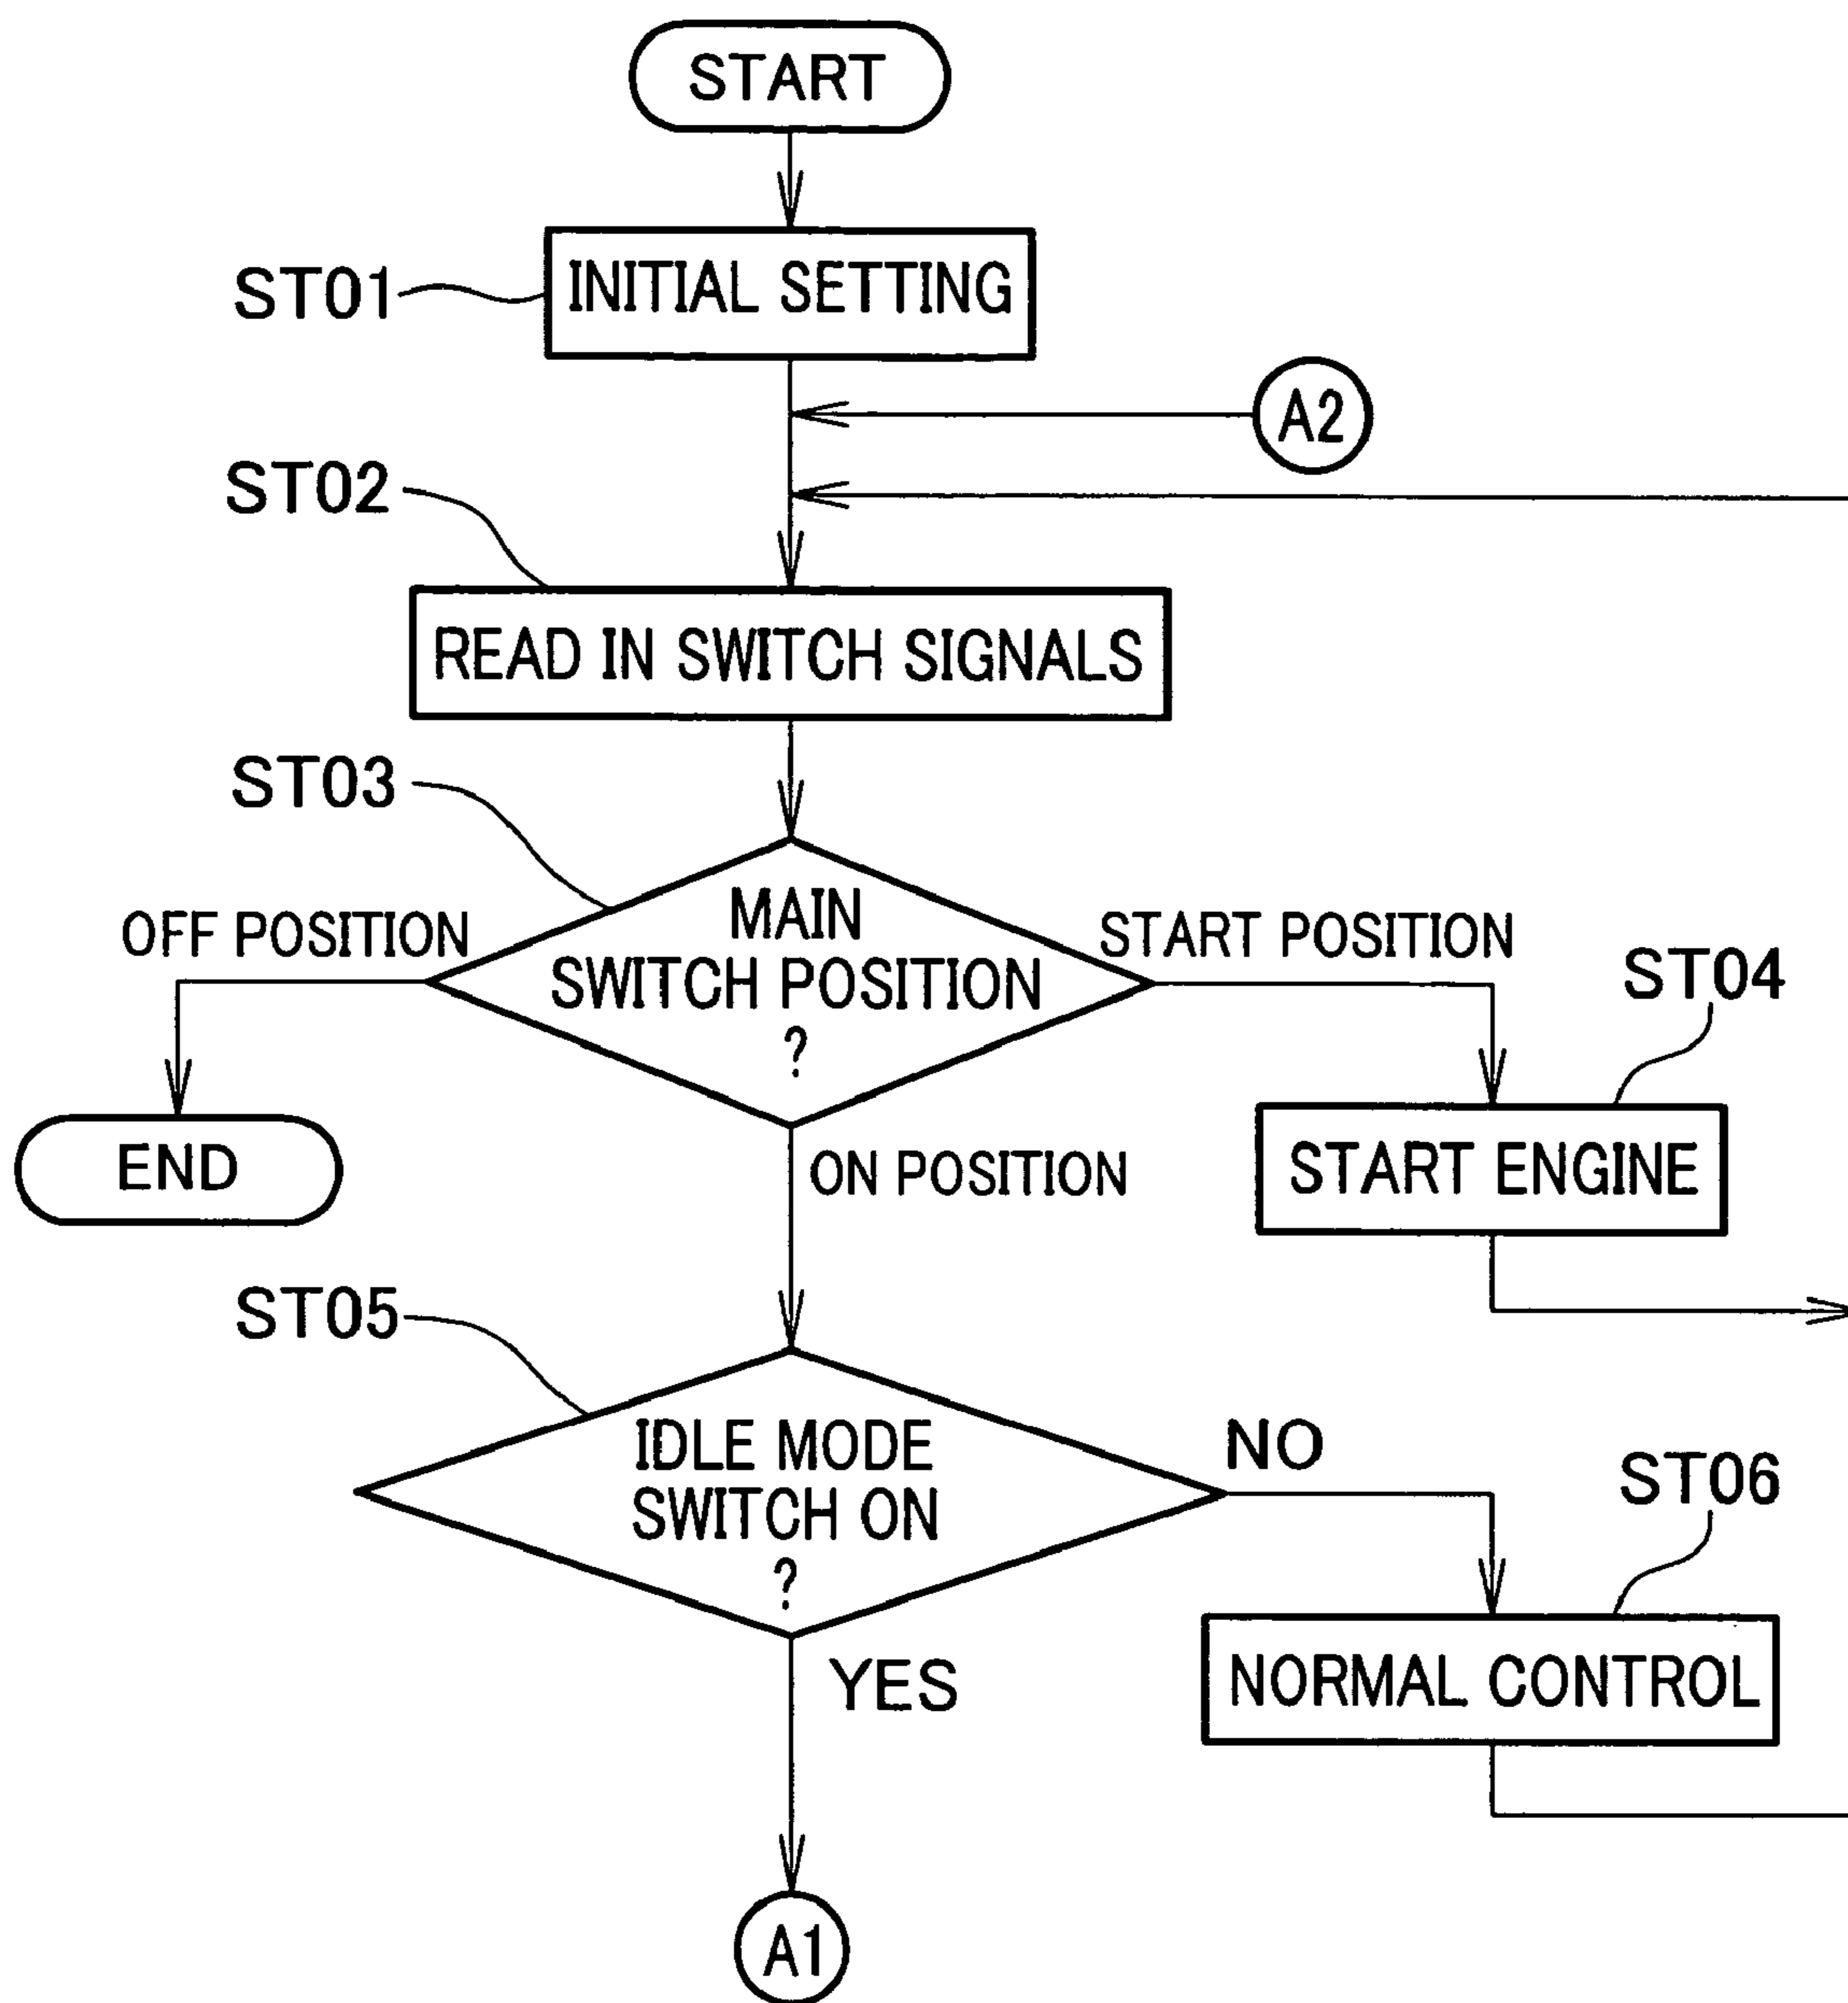 START
ST01
INITIAL SETTING
A2
ST02
READ IN SWITCH SIGNALS
ST03
MAIN
SWITCH POSITION
?
OFF POSITION
START POSITION
ST04
END
ON POSITION
START ENGINE
ST05
IDLE MODE
SWITCH ON
?
NO
ST06
NORMAL CONTROL
YES
A1